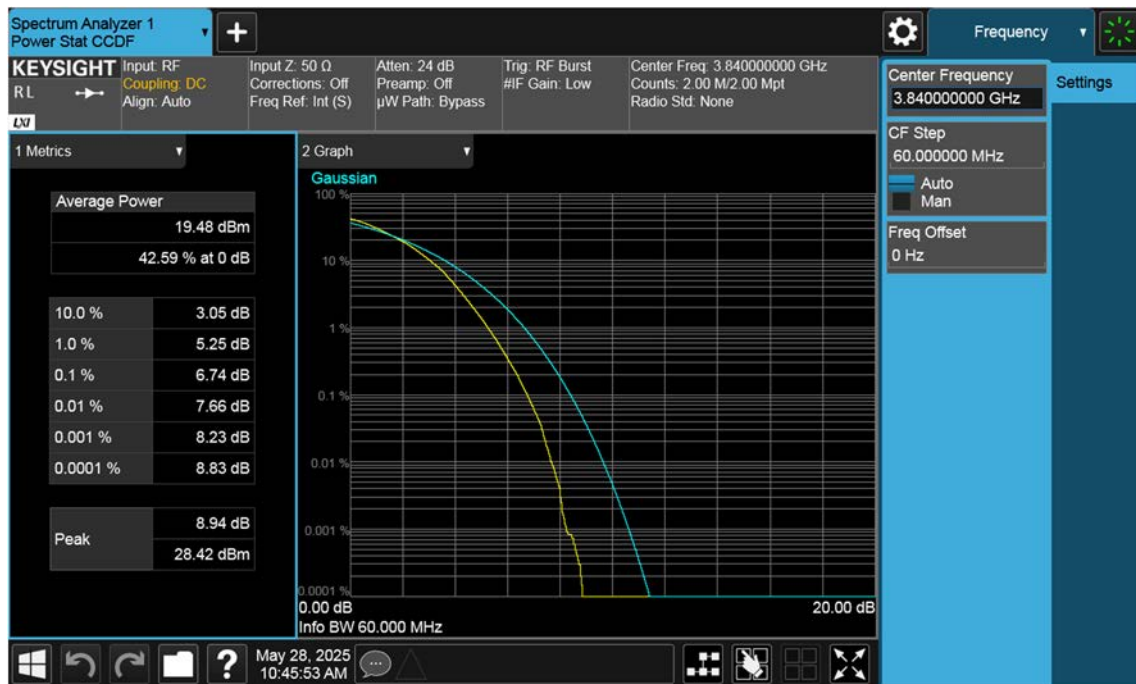 Spectrum Analyzer 1
Power Stat CCDF
Frequency
KEYSIGHT
RL
LXI
Input: RF
Coupling: DC
Align: Auto
Input Z: 50 Ω
Corrections: Off
Freq Ref: Int (S)
Atten: 24 dB
Preamp: Off
µW Path: Bypass
Trig: RF Burst
#IF Gain: Low
Center Freq: 3.840000000 GHz
Counts: 2.00 M/2.00 Mpt
Radio Std: None
Center Frequency
3.840000000 GHz
Settings
CF Step
60.000000 MHz
Auto
Man
Freq Offset
0 Hz
1 Metrics
Average Power
19.48 dBm
42.59 % at 0 dB
10.0 % 3.05 dB
1.0 % 5.25 dB
0.1 % 6.74 dB
0.01 % 7.66 dB
0.001 % 8.23 dB
0.0001 % 8.83 dB
Peak
8.94 dB
28.42 dBm
2 Graph
Gaussian
100 %
10 %
1 %
0.1 %
0.01 %
0.001 %
0.0001 %
0.00 dB 20.00 dB
Info BW 60.000 MHz
?
May 28, 2025
10:45:53 AM